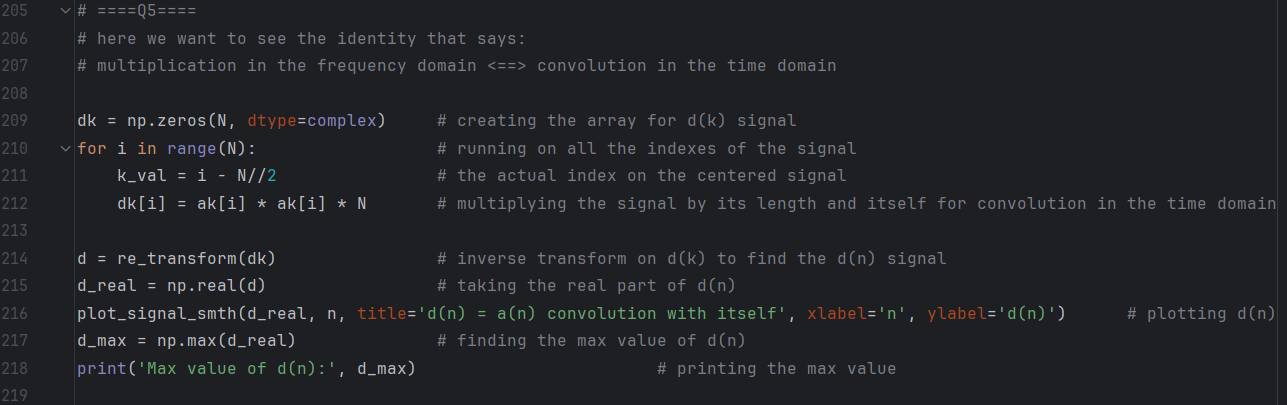 205 # ====Q5====
206 # here we want to see the identity that says:
207 # multiplication in the frequency domain <==> convolution in the time domain
208
209 dk = np.zeros(N, dtype=complex)     # creating the array for d(k) signal
210 for i in range(N):                  # running on all the indexes of the signal
211     k_val = i - N//2                # the actual index on the centered signal
212     dk[i] = ak[i] * ak[i] * N       # multiplying the signal by its length and itself for convolution in the time domain
213
214 d = re_transform(dk)                # inverse transform on d(k) to find the d(n) signal
215 d_real = np.real(d)                 # taking the real part of d(n)
216 plot_signal_smth(d_real, n, title='d(n) = a(n) convolution with itself', xlabel='n', ylabel='d(n)')      # plotting d(n)
217 d_max = np.max(d_real)              # finding the max value of d(n)
218 print('Max value of d(n):', d_max)                        # printing the max value
219